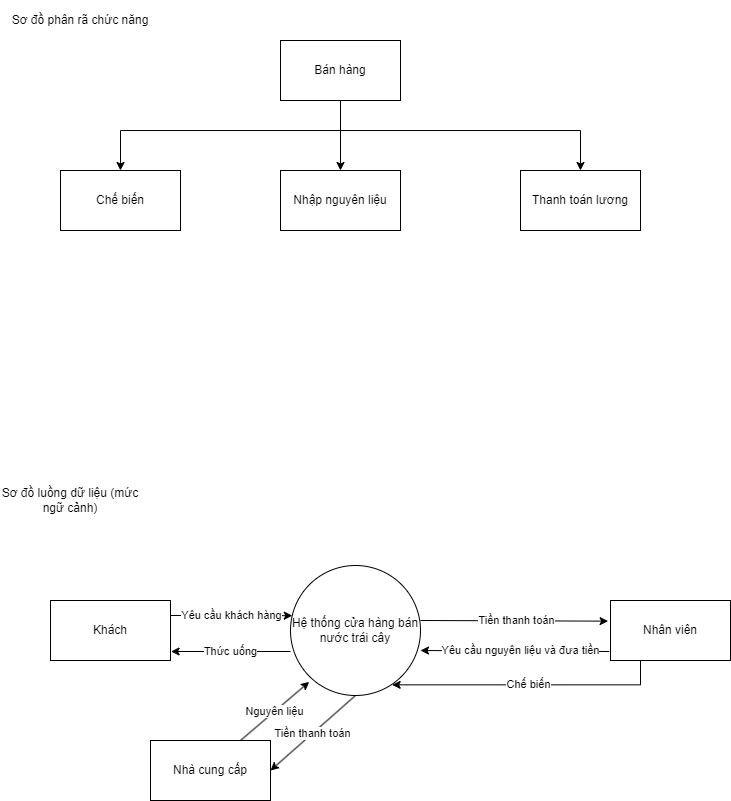 Sơ đồ phân rã chức năng
Bán hàng
Chế biến
Nhập nguyên liệu
Thanh toán lương
Sơ đồ luồng dữ liệu (mức
ngữ cảnh)
Khách
Yêu cầu khách hàng
Thức uống
Hệ thống cửa hàng bán
nước trái cây
Tiền thanh toán
Yêu cầu nguyên liệu và đưa tiền
Chế biến
Nhân viên
Nguyên liệu
Tiền thanh toán
Nhà cung cấp